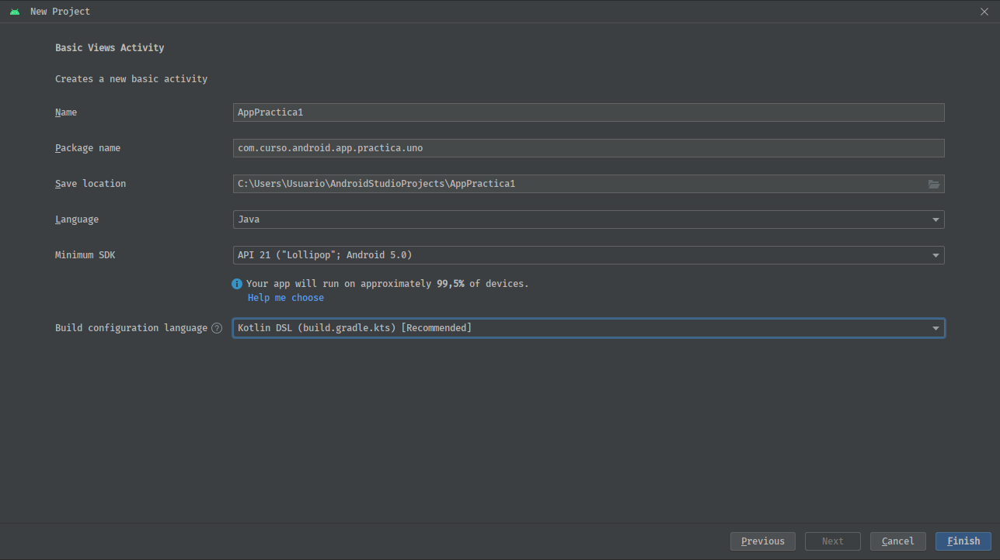 New Project
Basic Views Activity
Creates a new basic activity
Name AppPractica1
Package name com.curso.android.app.practica.uno
Save location C:\Users\Usuario\AndroidStudioProjects\AppPractica1
Language Java
Minimum SDK API 21 ("Lollipop"; Android 5.0)
i Your app will run on approximately 99,5% of devices.
Help me choose
Build configuration language ? Kotlin DSL (build.gradle.kts) [Recommended]
Previous Next Cancel Finish